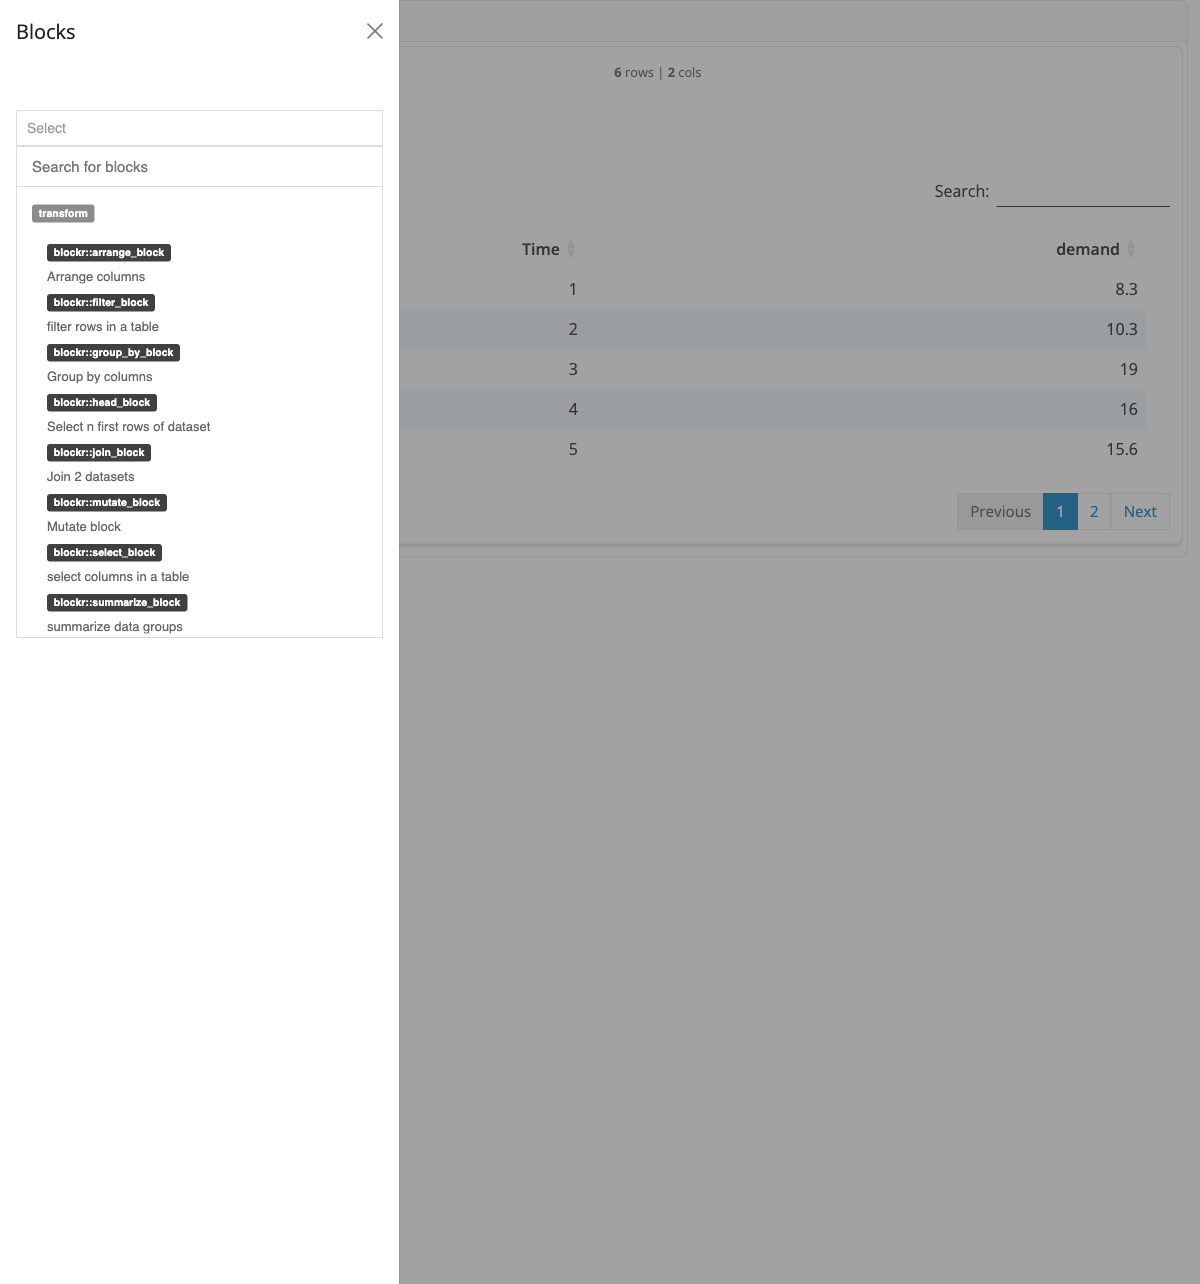 Blocks
6 rows | 2 cols
Select
Search for blocks
transform
blockr::arrange_block
Arrange columns
blockr::filter_block
filter rows in a table
blockr::group_by_block
Group by columns
blockr::head_block
Select n first rows of dataset
blockr::join_block
Join 2 datasets
blockr::mutate_block
Mutate block
blockr::select_block
select columns in a table
blockr::summarize_block
summarize data groups
Search:
Time demand
1 8.3
2 10.3
3 19
4 16
5 15.6
Previous 1 2 Next